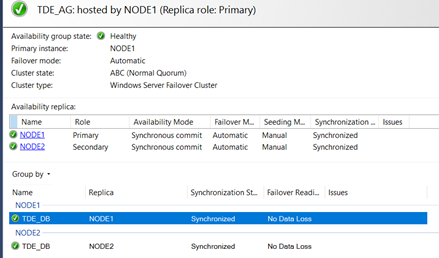 TDE_AG: hosted by NODE1 (Replica role: Primary)
Availability group state: Healthy
Primary instance: NODE1
Failover mode: Automatic
Cluster state: ABC (Normal Quorum)
Cluster type: Windows Server Failover Cluster
Availability replica:
Name Role Availability Mode Failover M... Seeding M... Synchronization ... Issues
NODE1 Primary Synchronous commit Automatic Manual Synchronized
NODE2 Secondary Synchronous commit Automatic Manual Synchronized
Group by
Name Replica Synchronization St... Failover Readi... Issues
NODE1
TDE_DB NODE1 Synchronized No Data Loss
NODE2
TDE_DB NODE2 Synchronized No Data Loss